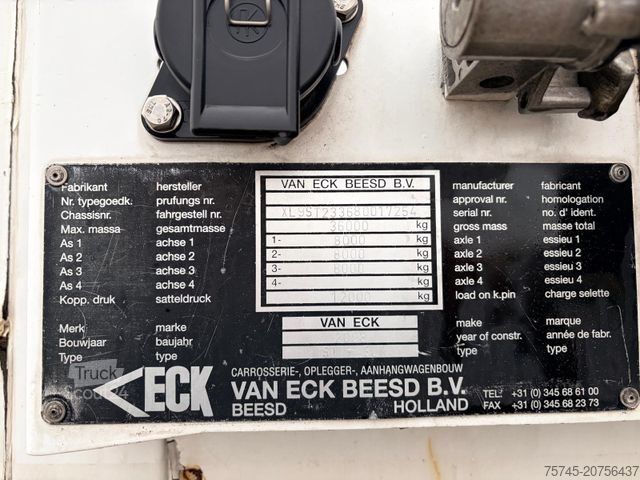 Fabrikant hersteller VAN ECK BEESD B.V. manufacturer fabricant
Nr. typegoedk. prufungs nr. approval nr. homologation
Chassisnr. fahrgestell nr. XL9ST233680017254 serial nr. no. d' ident.
Max. massa gesamtmasse 36000 kg gross mass masse total
As 1 achse 1 1- 8000 kg axle 1 essieu 1
As 2 achse 2 2- 8000 kg axle 2 essieu 2
As 3 achse 3 3- 8000 kg axle 3 essieu 3
As 4 achse 4 4- kg axle 4 essieu 4
Kopp. druk satteldruck 12000 kg load on k.pin charge selette
Merk marke VAN ECK make marque
Bouwjaar baujahr year of constr. année de fabr.
Type type type: type:
Truck
ECK
CARROSSERIE-, OPLEGGER-, AANHANGWAGENBOUW
VAN ECK BEESD B.V. TEL: +31 (0) 345 68 61 00
BEESD HOLLAND FAX +31 (0) 345 68 23 73
75745-20756437